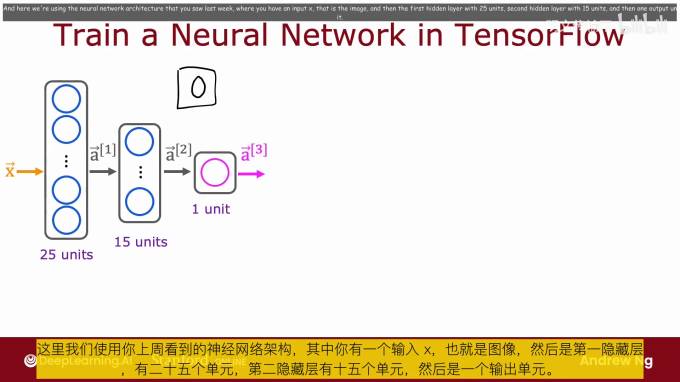 And here we're using the neural network architecture that you saw last week, where you have an input x, that is the image, and then the first hidden layer with 25 units, second hidden layer with 15 units, and then one output un
it.
Train a Neural Network in TensorFlow
0
x
a[1]
a[2]
a[3]
1 unit
15 units
25 units
DeepLearning.AI
Stanford ONLINE
Andrew Ng
这里我们使用你上周看到的神经网络架构，其中你有一个输入 x，也就是图像，然后是第一隐藏层
，有二十五个单元，第二隐藏层有十五个单元，然后是一个输出单元。